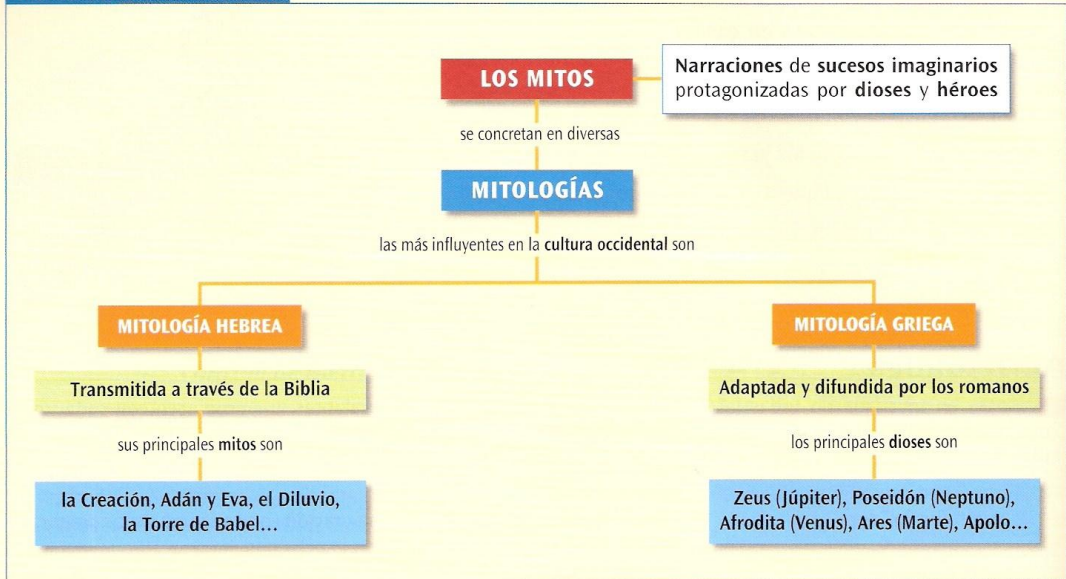 LOS MITOS
Narraciones de sucesos imaginarios
protagonizadas por dioses y héroes
se concretan en diversas
MITOLOGÍAS
las más influyentes en la cultura occidental son
MITOLOGÍA HEBREA
Transmitida a través de la Biblia
sus principales mitos son
la Creación, Adán y Eva, el Diluvio,
la Torre de Babel...
MITOLOGÍA GRIEGA
Adaptada y difundida por los romanos
los principales dioses son
Zeus (Júpiter), Poseidón (Neptuno),
Afrodita (Venus), Ares (Marte), Apolo...